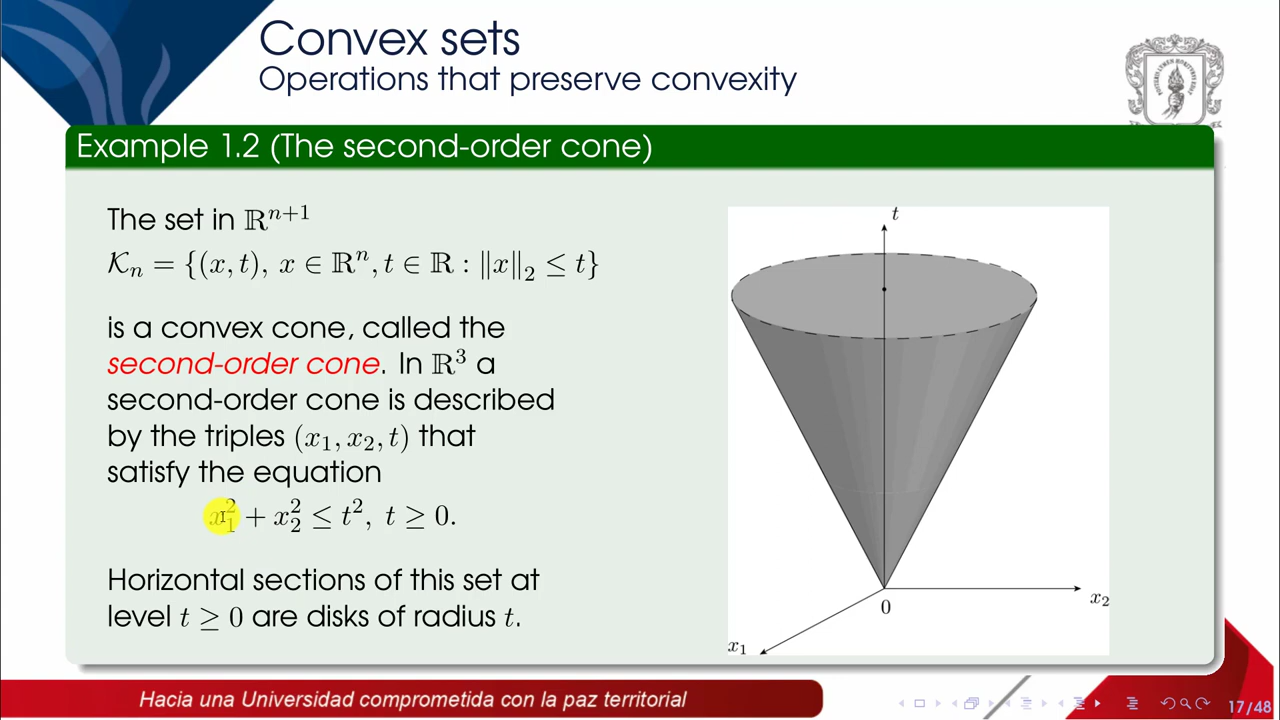 Convex sets
Operations that preserve convexity
Example 1.2 (The second-order cone)
The set in ℝⁿ⁺¹
𝒦ₙ = {(x, t), x ∈ ℝⁿ, t ∈ ℝ : ‖x‖₂ ≤ t}
is a convex cone, called the
second-order cone. In ℝ³ a
second-order cone is described
by the triples (x₁, x₂, t) that
satisfy the equation
x₁² + x₂² ≤ t², t ≥ 0.
Horizontal sections of this set at
level t ≥ 0 are disks of radius t.
t
0
x₂
x₁
Hacia una Universidad comprometida con la paz territorial
17/48